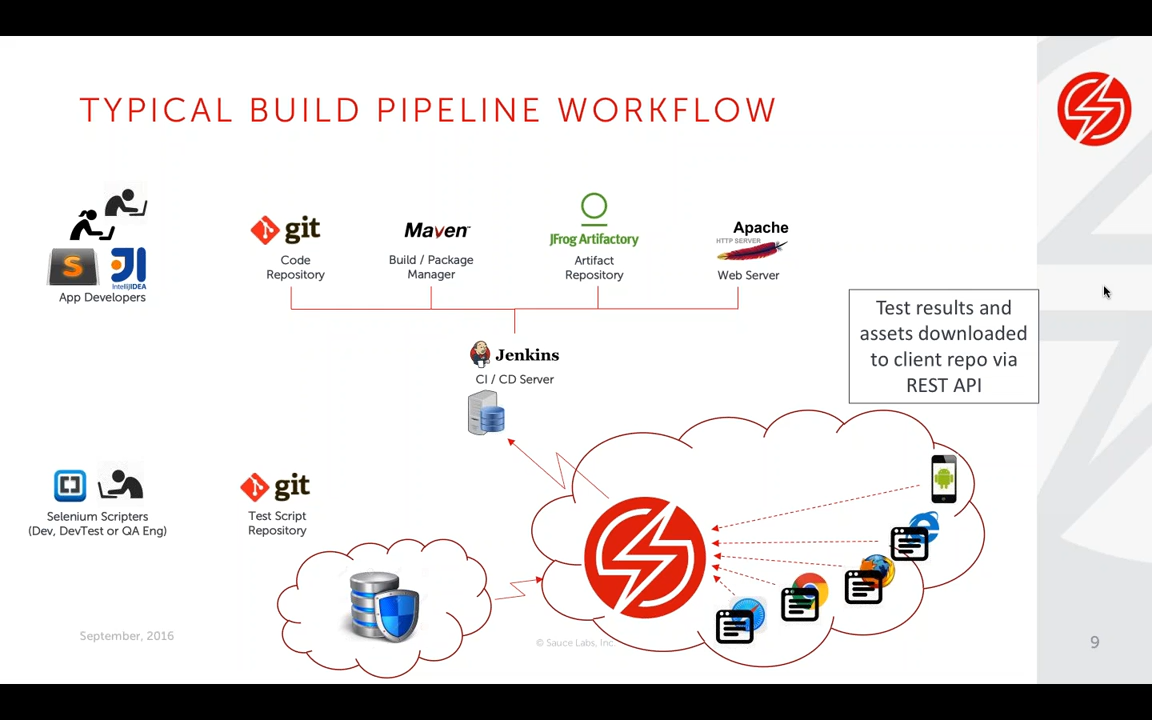 TYPICAL BUILD PIPELINE WORKFLOW
S
IntelliJIDEA
App Developers
git
Code
Repository
Maven
Build / Package
Manager
JFrog Artifactory
Artifact
Repository
Apache
HTTP SERVER
Web Server
Jenkins
CI / CD Server
Test results and
assets downloaded
to client repo via
REST API
Selenium Scripters
(Dev, DevTest or QA Eng)
git
Test Script
Repository
September, 2016
© Sauce Labs, Inc.
9